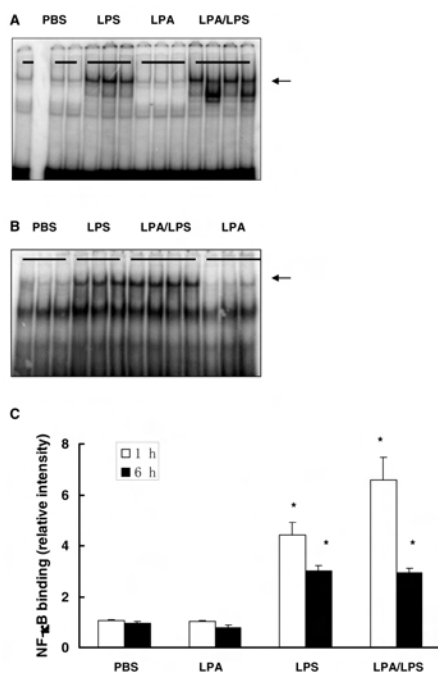 A
PBS LPS LPA LPA/LPS
B
PBS LPS LPA/LPS LPA
C
NF-κB binding (relative intensity)
8
6
4
2
0
1 h
6 h
*
*
*
*
PBS LPA LPS LPA/LPS